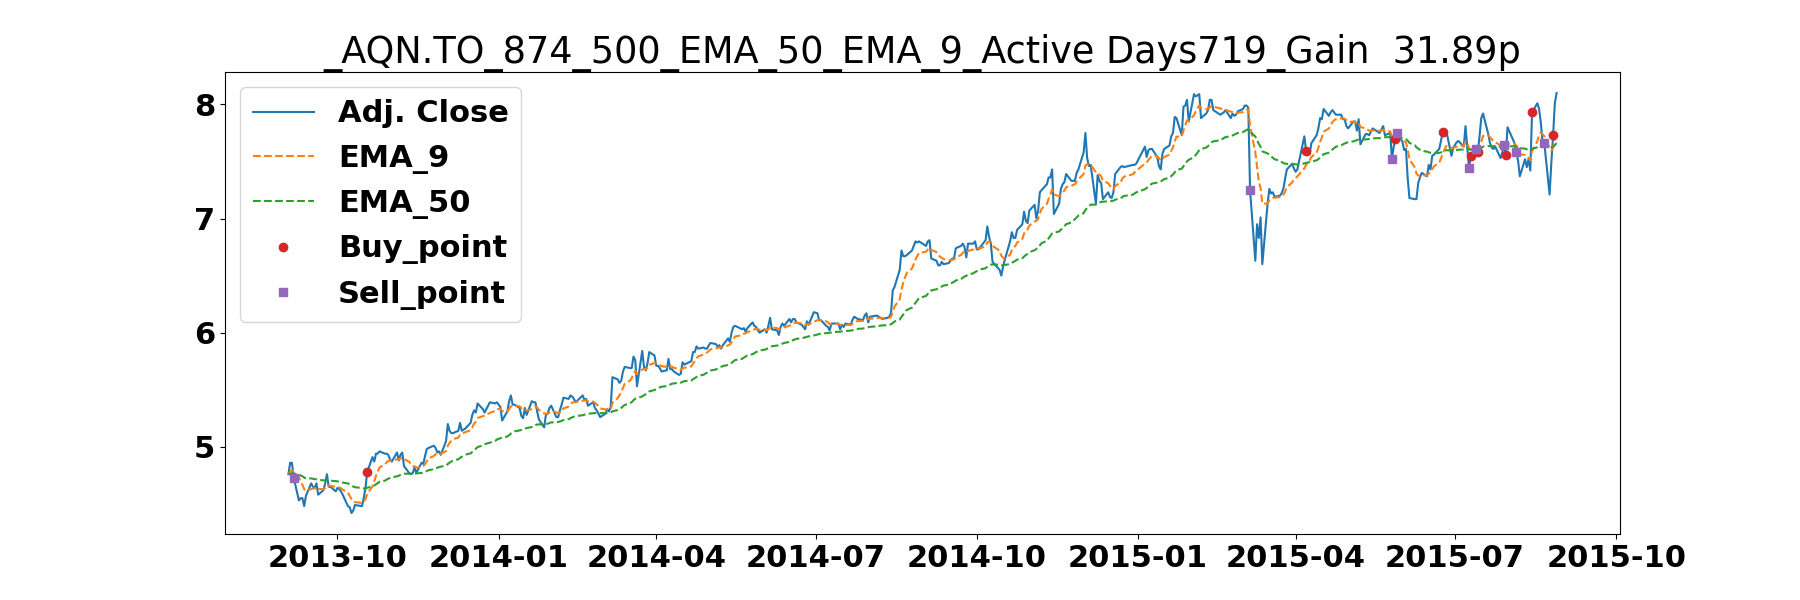 _AQN.TO_874_500_EMA_50_EMA_9_Active Days719_Gain  31.89p
Adj. Close
EMA_9
EMA_50
Buy_point
Sell_point
8
7
6
5
2013-10
2014-01
2014-04
2014-07
2014-10
2015-01
2015-04
2015-07
2015-10